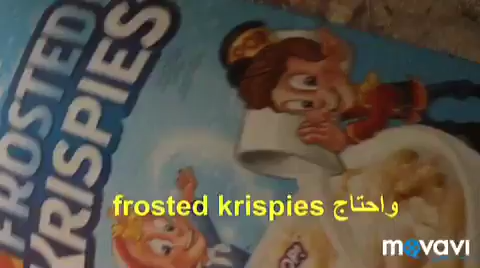 FROSTED
KRISPIES
واحتاج frosted krispies
movavi